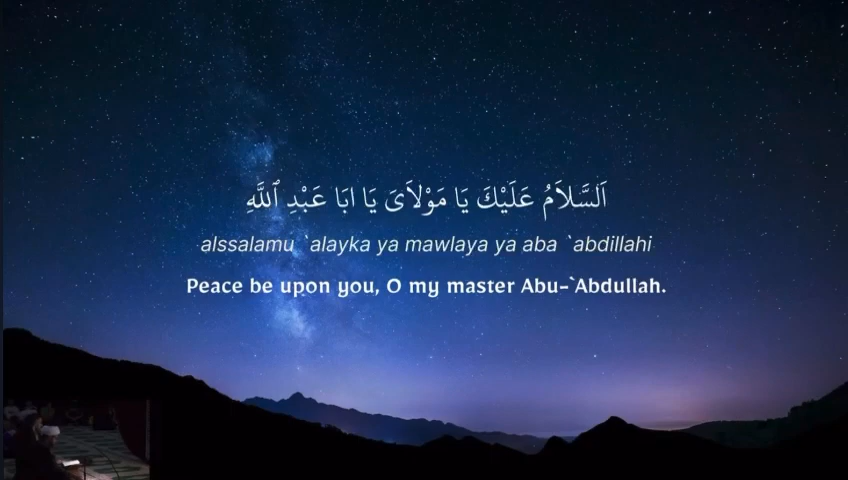 اَلسَّلاَمُ عَلَيْكَ يَا مَوْلاَىَ يَا ابَا عَبْدِ ٱللَّهِ
alssalamu `alayka ya mawlaya ya aba `abdillahi
Peace be upon you, O my master Abu-`Abdullah.